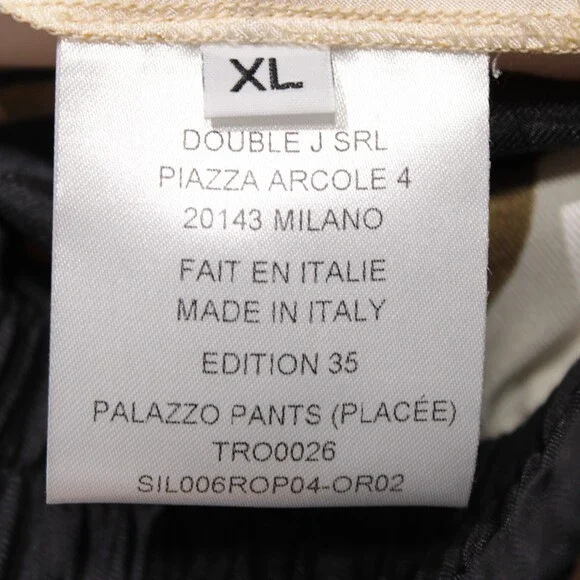 XL
DOUBLE J SRL
PIAZZA ARCOLE 4
20143 MILANO
FAIT EN ITALIE
MADE IN ITALY
EDITION 35
PALAZZO PANTS (PLACÉE)
TRO0026
SIL006ROP04-OR02